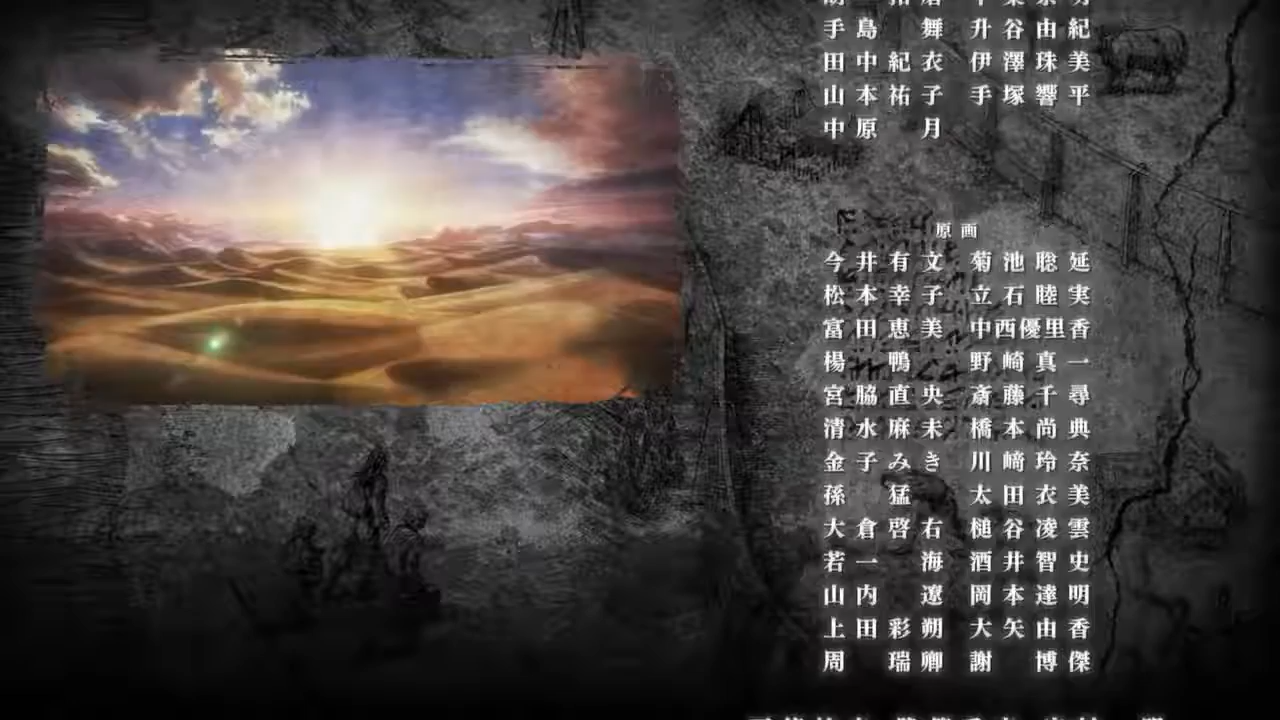 手島 舞 升谷由紀
田中紀衣 伊澤珠美
山本祐子 手塚響平
中原 月
原画
今井有文 菊池聡延
松本幸子 立石睦実
富田恵美 中西優里香
楊 鴨 野崎真一
宮脇直央 斎藤千尋
清水麻未 橋本尚典
金子みき 川﨑玲奈
孫 猛 太田衣美
大倉啓右 槌谷凌雲
若一 海 酒井智史
山内 遼 岡本達明
上田彩朔 大矢由香
周 瑞卿 謝 博傑